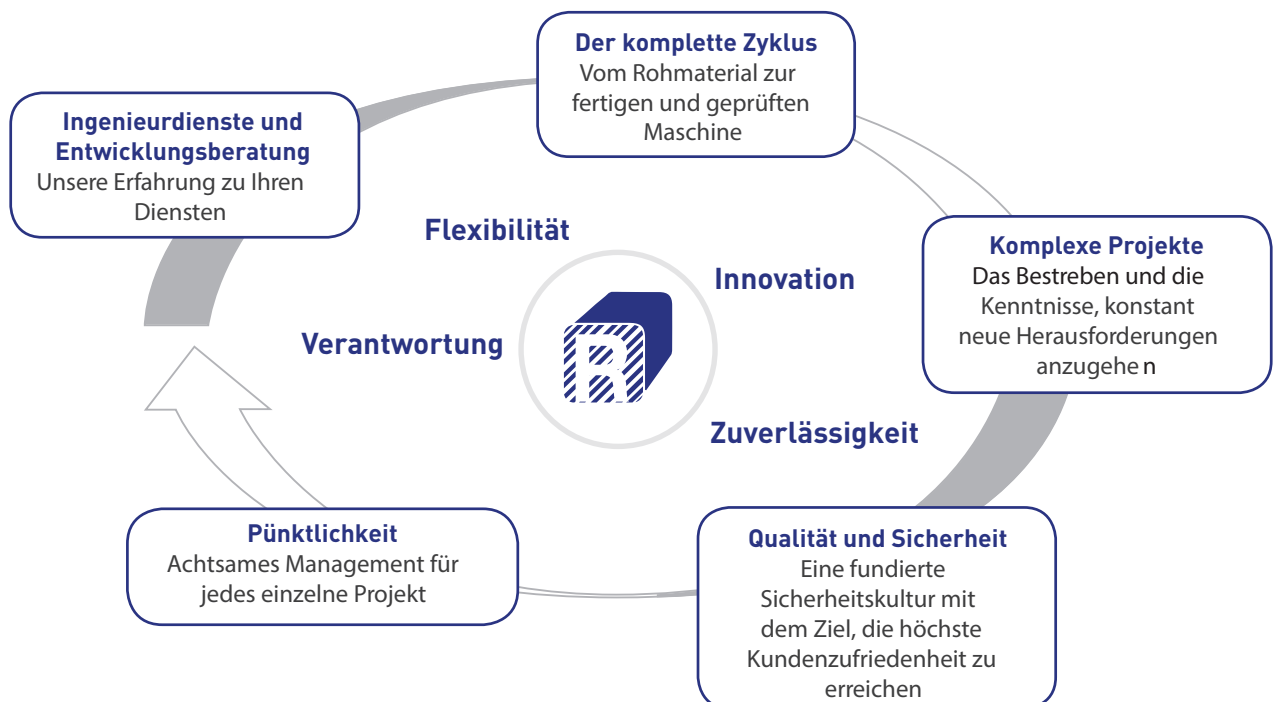 Der komplette Zyklus
Vom Rohmaterial zur
fertigen und geprüften
Maschine
Ingenieurdienste und
Entwicklungsberatung
Unsere Erfahrung zu Ihren
Diensten
Flexibilität
Innovation
Verantwortung
Zuverlässigkeit
R
Komplexe Projekte
Das Bestreben und die
Kenntnisse, konstant
neue Herausforderungen
anzugehen
Qualität und Sicherheit
Eine fundierte
Sicherheitskultur mit
dem Ziel, die höchste
Kundenzufriedenheit zu
erreichen
Pünktlichkeit
Achtsames Management für
jedes einzelne Projekt